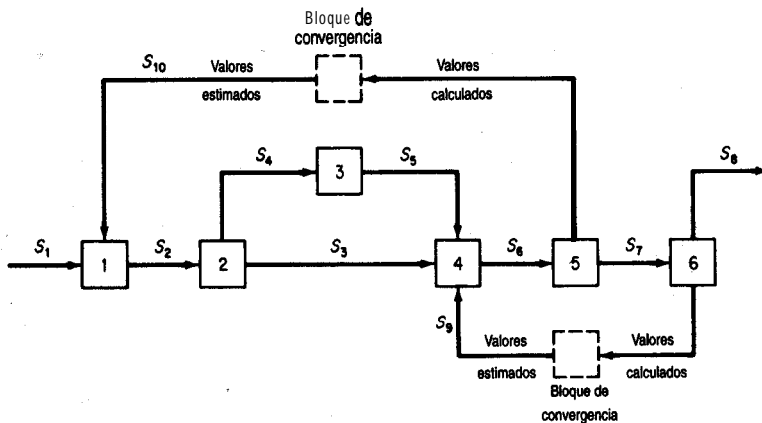 Bloque de
convergencia
S10
Valores
estimados
Valores
calculados
S4
3
S5
S8
S1
1
S2
2
S3
4
S6
5
S7
6
S9
Valores
estimados
Valores
calculados
Bloque de
convergencia